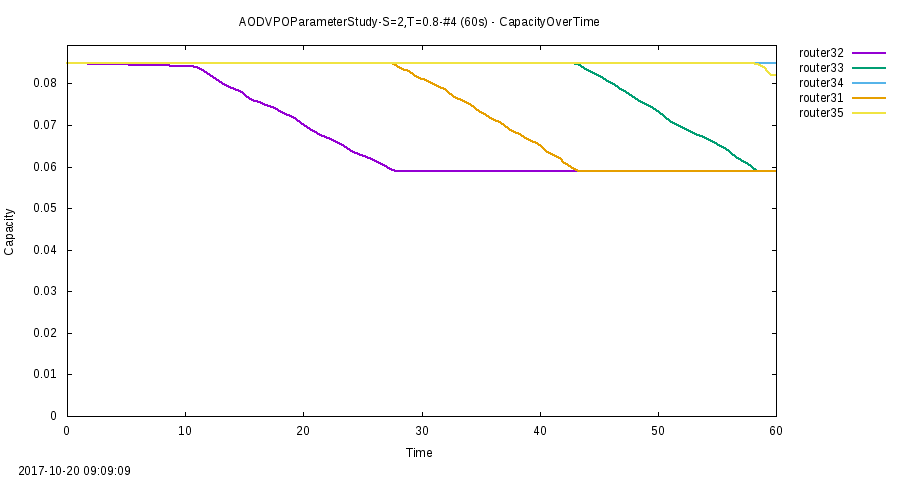 AODVPOParameterStudy-S=2,T=0.8-#4 (60s) - CapacityOverTime
router32
router33
router34
router31
router35
0.08
0.07
0.06
0.05
0.04
0.03
0.02
0.01
0
Capacity
0 10 20 30 40 50 60
Time
2017-10-20 09:09:09